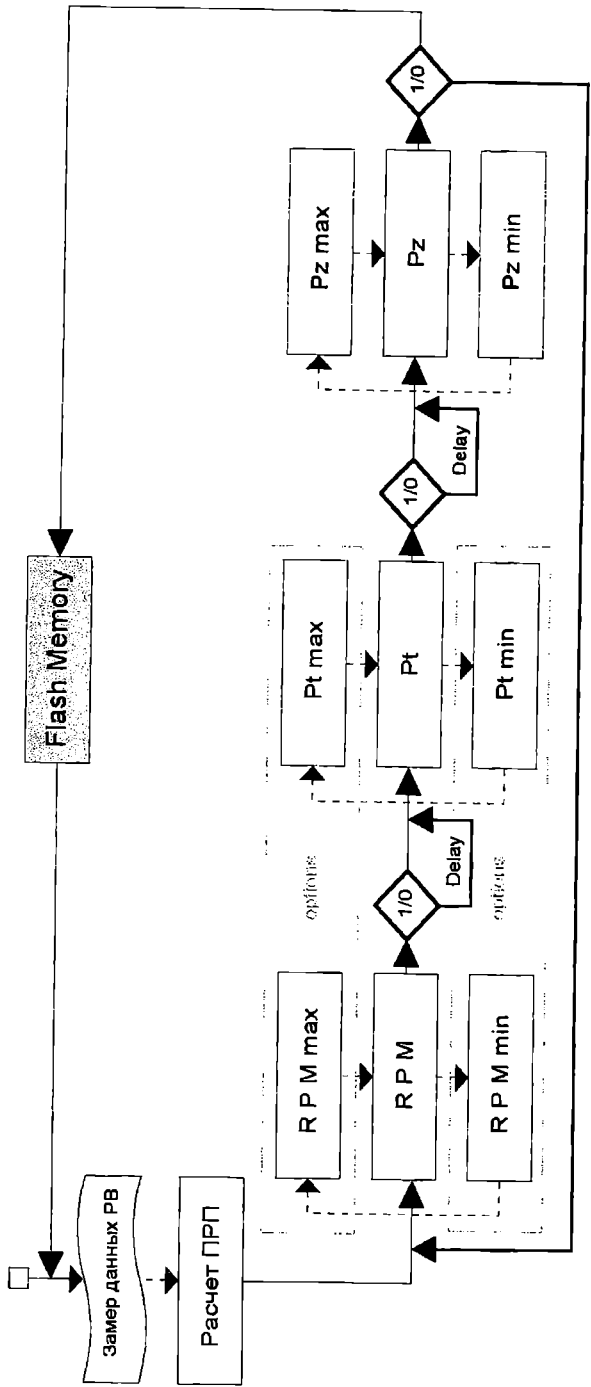 Flash Memory
Замер данных РВ
Расчет ПРП
R P M max
R P M
R P M min
options
options
1/0
Delay
Pt max
Pt
Pt min
1/0
Delay
Pz max
Pz
Pz min
1/0